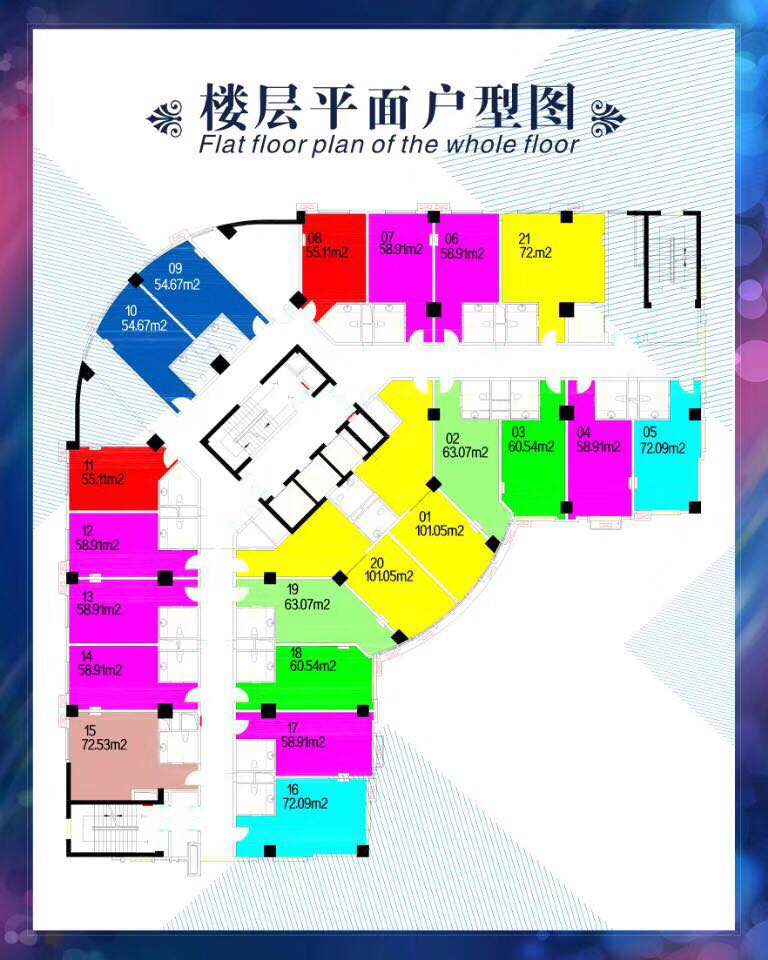 楼层平面户型图
Flat floor plan of the whole floor
08
55.11m2
07
58.91m2
06
58.91m2
21
72.m2
09
54.67m2
10
54.67m2
02
63.07m2
03
60.54m2
04
58.91m2
05
72.09m2
11
55.11m2
01
101.05m2
12
58.91m2
20
101.05m2
13
58.91m2
19
63.07m2
14
58.91m2
18
60.54m2
15
72.53m2
17
58.91m2
16
72.09m2